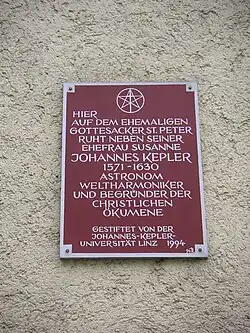 HIER
AUF DEM EHEMALIGEN
GOTTESACKER ST. PETER
RUHT NEBEN SEINER
EHEFRAU SUSANNE
JOHANNES KEPLER
1571-1630
ASTRONOM
WELTHARMONIKER
UND BEGRÜNDER DER
CHRISTLICHEN
ÖKUMENE
GESTIFTET VON DER
JOHANNES-KEPLER-
UNIVERSITÄT LINZ 1994